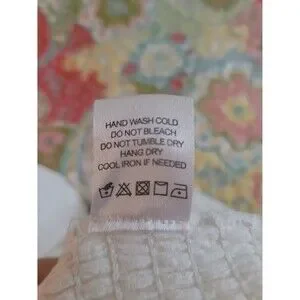 HAND WASH COLD
DO NOT BLEACH
DO NOT TUMBLE DRY
HANG DRY
COOL IRON IF NEEDED